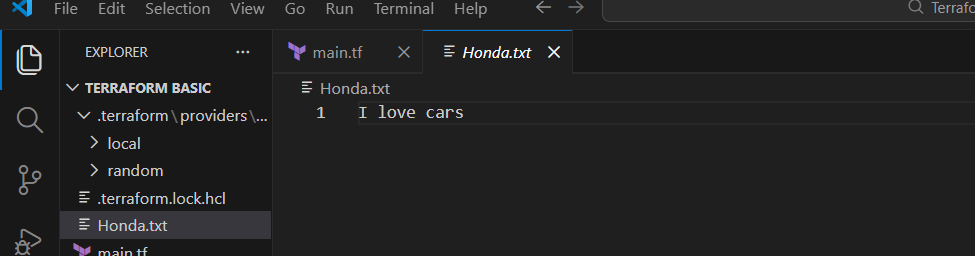 File Edit Selection View Go Run Terminal Help
EXPLORER ...
main.tf Honda.txt
TERRAFORM BASIC
Honda.txt
.terraform\providers\...
1 I love cars
local
random
.terraform.lock.hcl
Honda.txt
main.tf